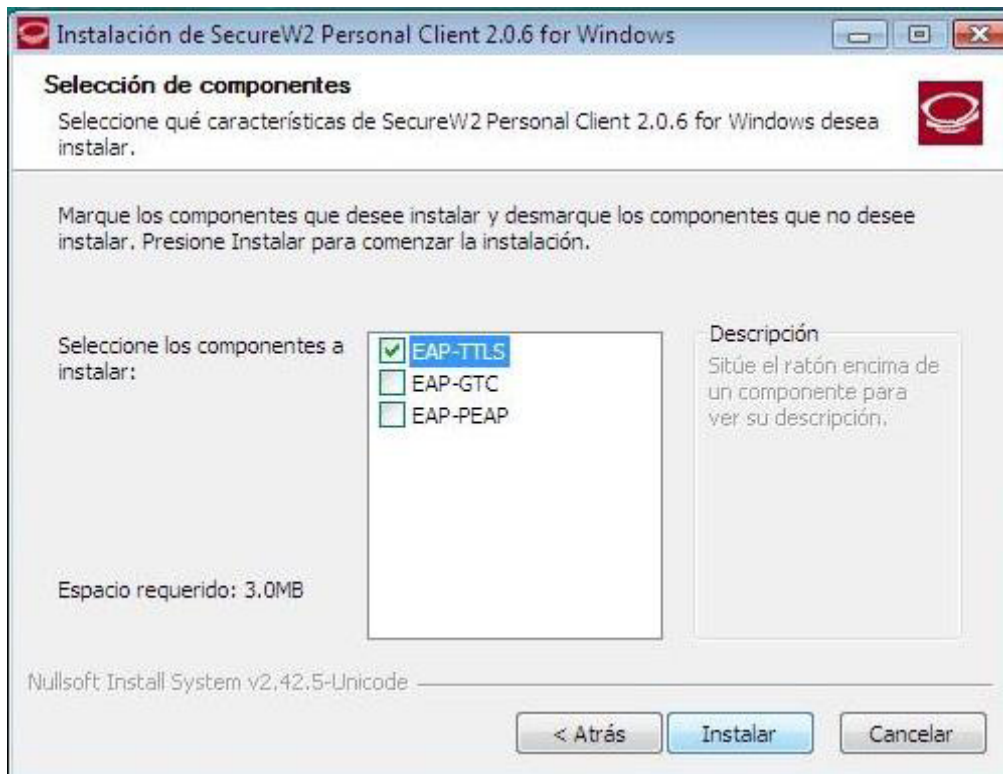 Instalación de SecureW2 Personal Client 2.0.6 for Windows
Selección de componentes
Seleccione qué características de SecureW2 Personal Client 2.0.6 for Windows desea
instalar.
Marque los componentes que desee instalar y desmarque los componentes que no desee
instalar. Presione Instalar para comenzar la instalación.
Seleccione los componentes a
instalar:
EAP-TTLS
EAP-GTC
EAP-PEAP
Descripción
Sitúe el ratón encima de
un componente para
ver su descripción.
Espacio requerido: 3.0MB
Nullsoft Install System v2.42.5-Unicode
< Atrás
Instalar
Cancelar